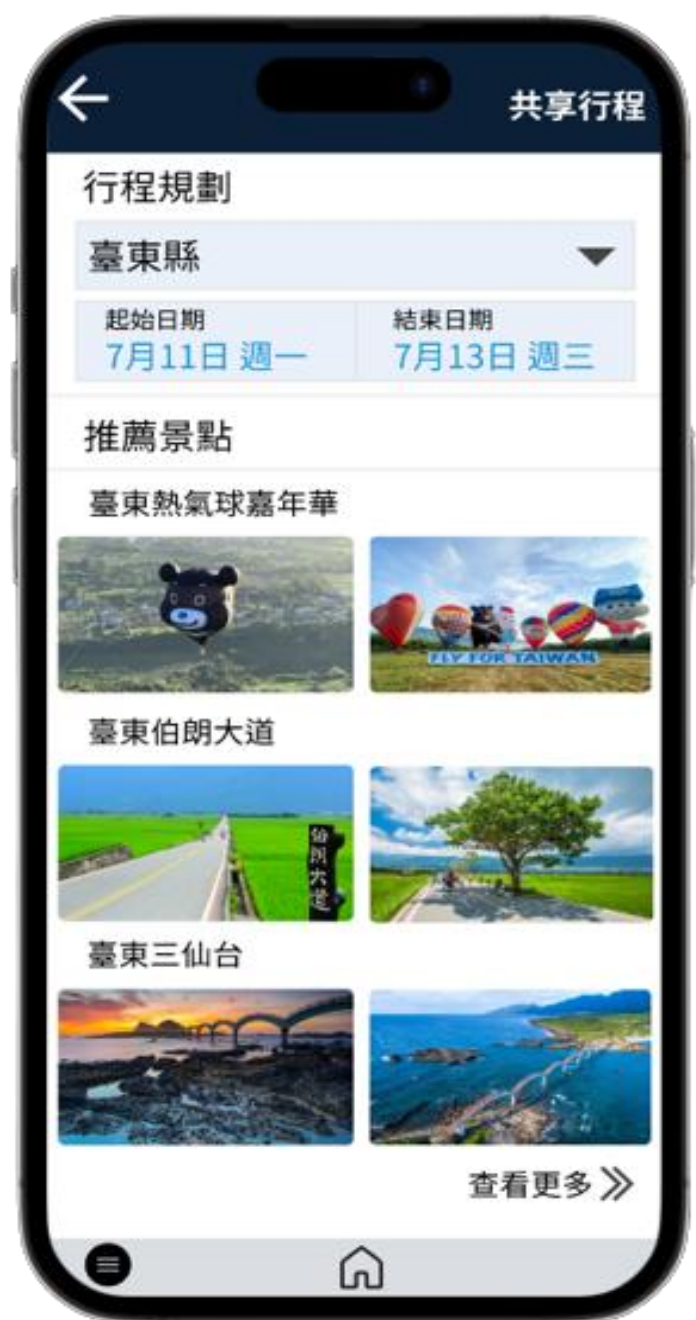 共享行程
行程規劃
臺東縣
起始日期
7月11日 週一
結束日期
7月13日 週三
推薦景點
臺東熱氣球嘉年華
FLY FOR TAIWAN
臺東伯朗大道
伯朗大道
臺東三仙台
查看更多